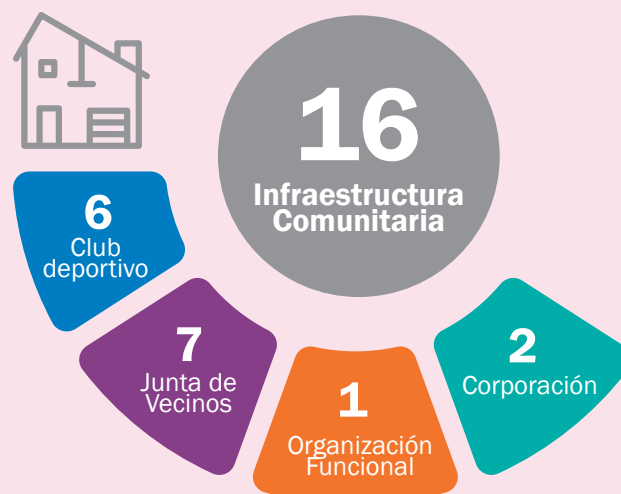 16
Infraestructura
Comunitaria
6
Club
deportivo
7
Junta de
Vecinos
1
Organización
Funcional
2
Corporación